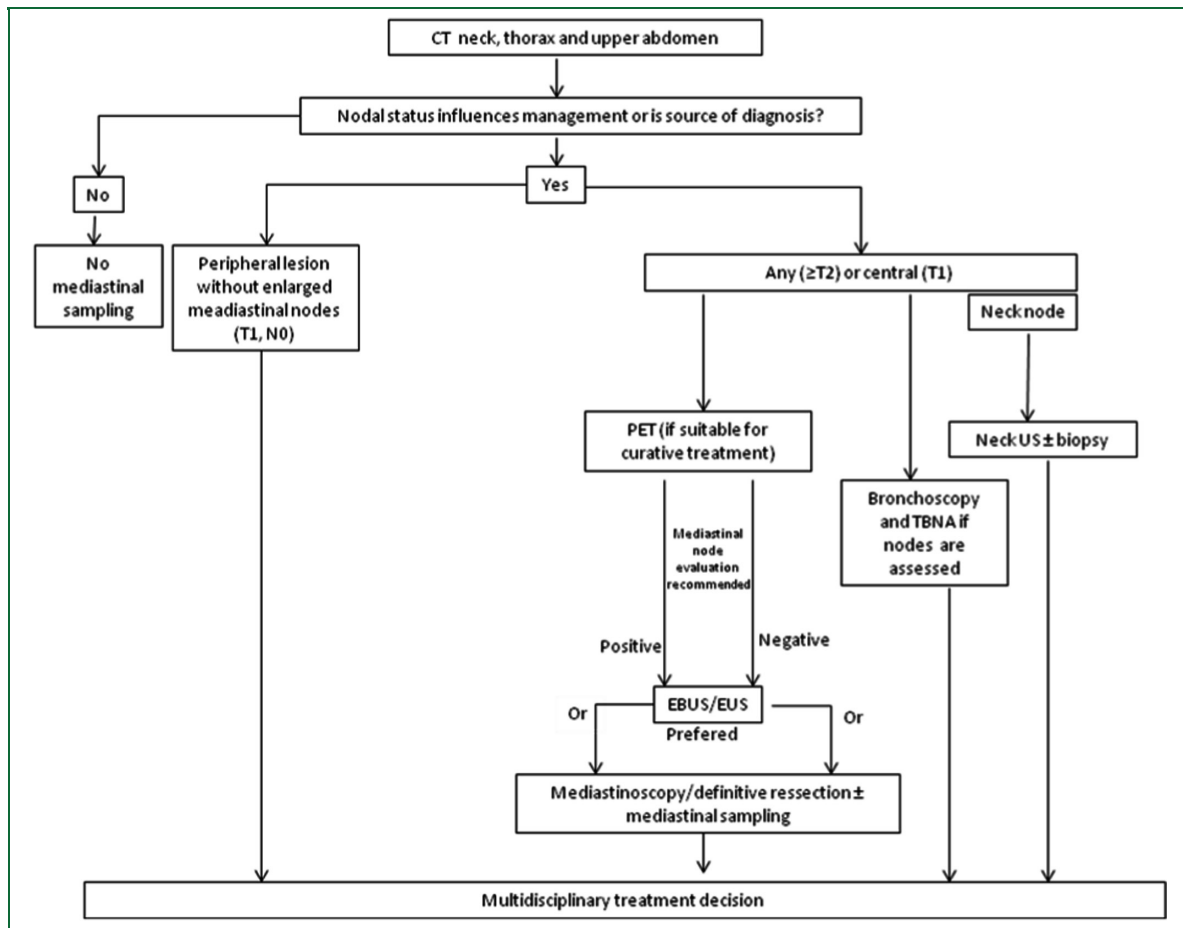 CT neck, thorax and upper abdomen
Nodal status influences management or is source of diagnosis?
No
Yes
No
mediastinal
sampling
Peripheral lesion
without enlarged
meadiastinal nodes
(T1, N0)
Any (≥T2) or central (T1)
Neck node
PET (if suitable for
curative treatment)
Neck US ± biopsy
Bronchoscopy
and TBNA if
nodes are
assessed
Mediastinal
node
evaluation
recommended
Positive
Negative
EBUS/EUS
Or
Prefered
Or
Mediastinoscopy/definitive ressection ±
mediastinal sampling
Multidisciplinary treatment decision